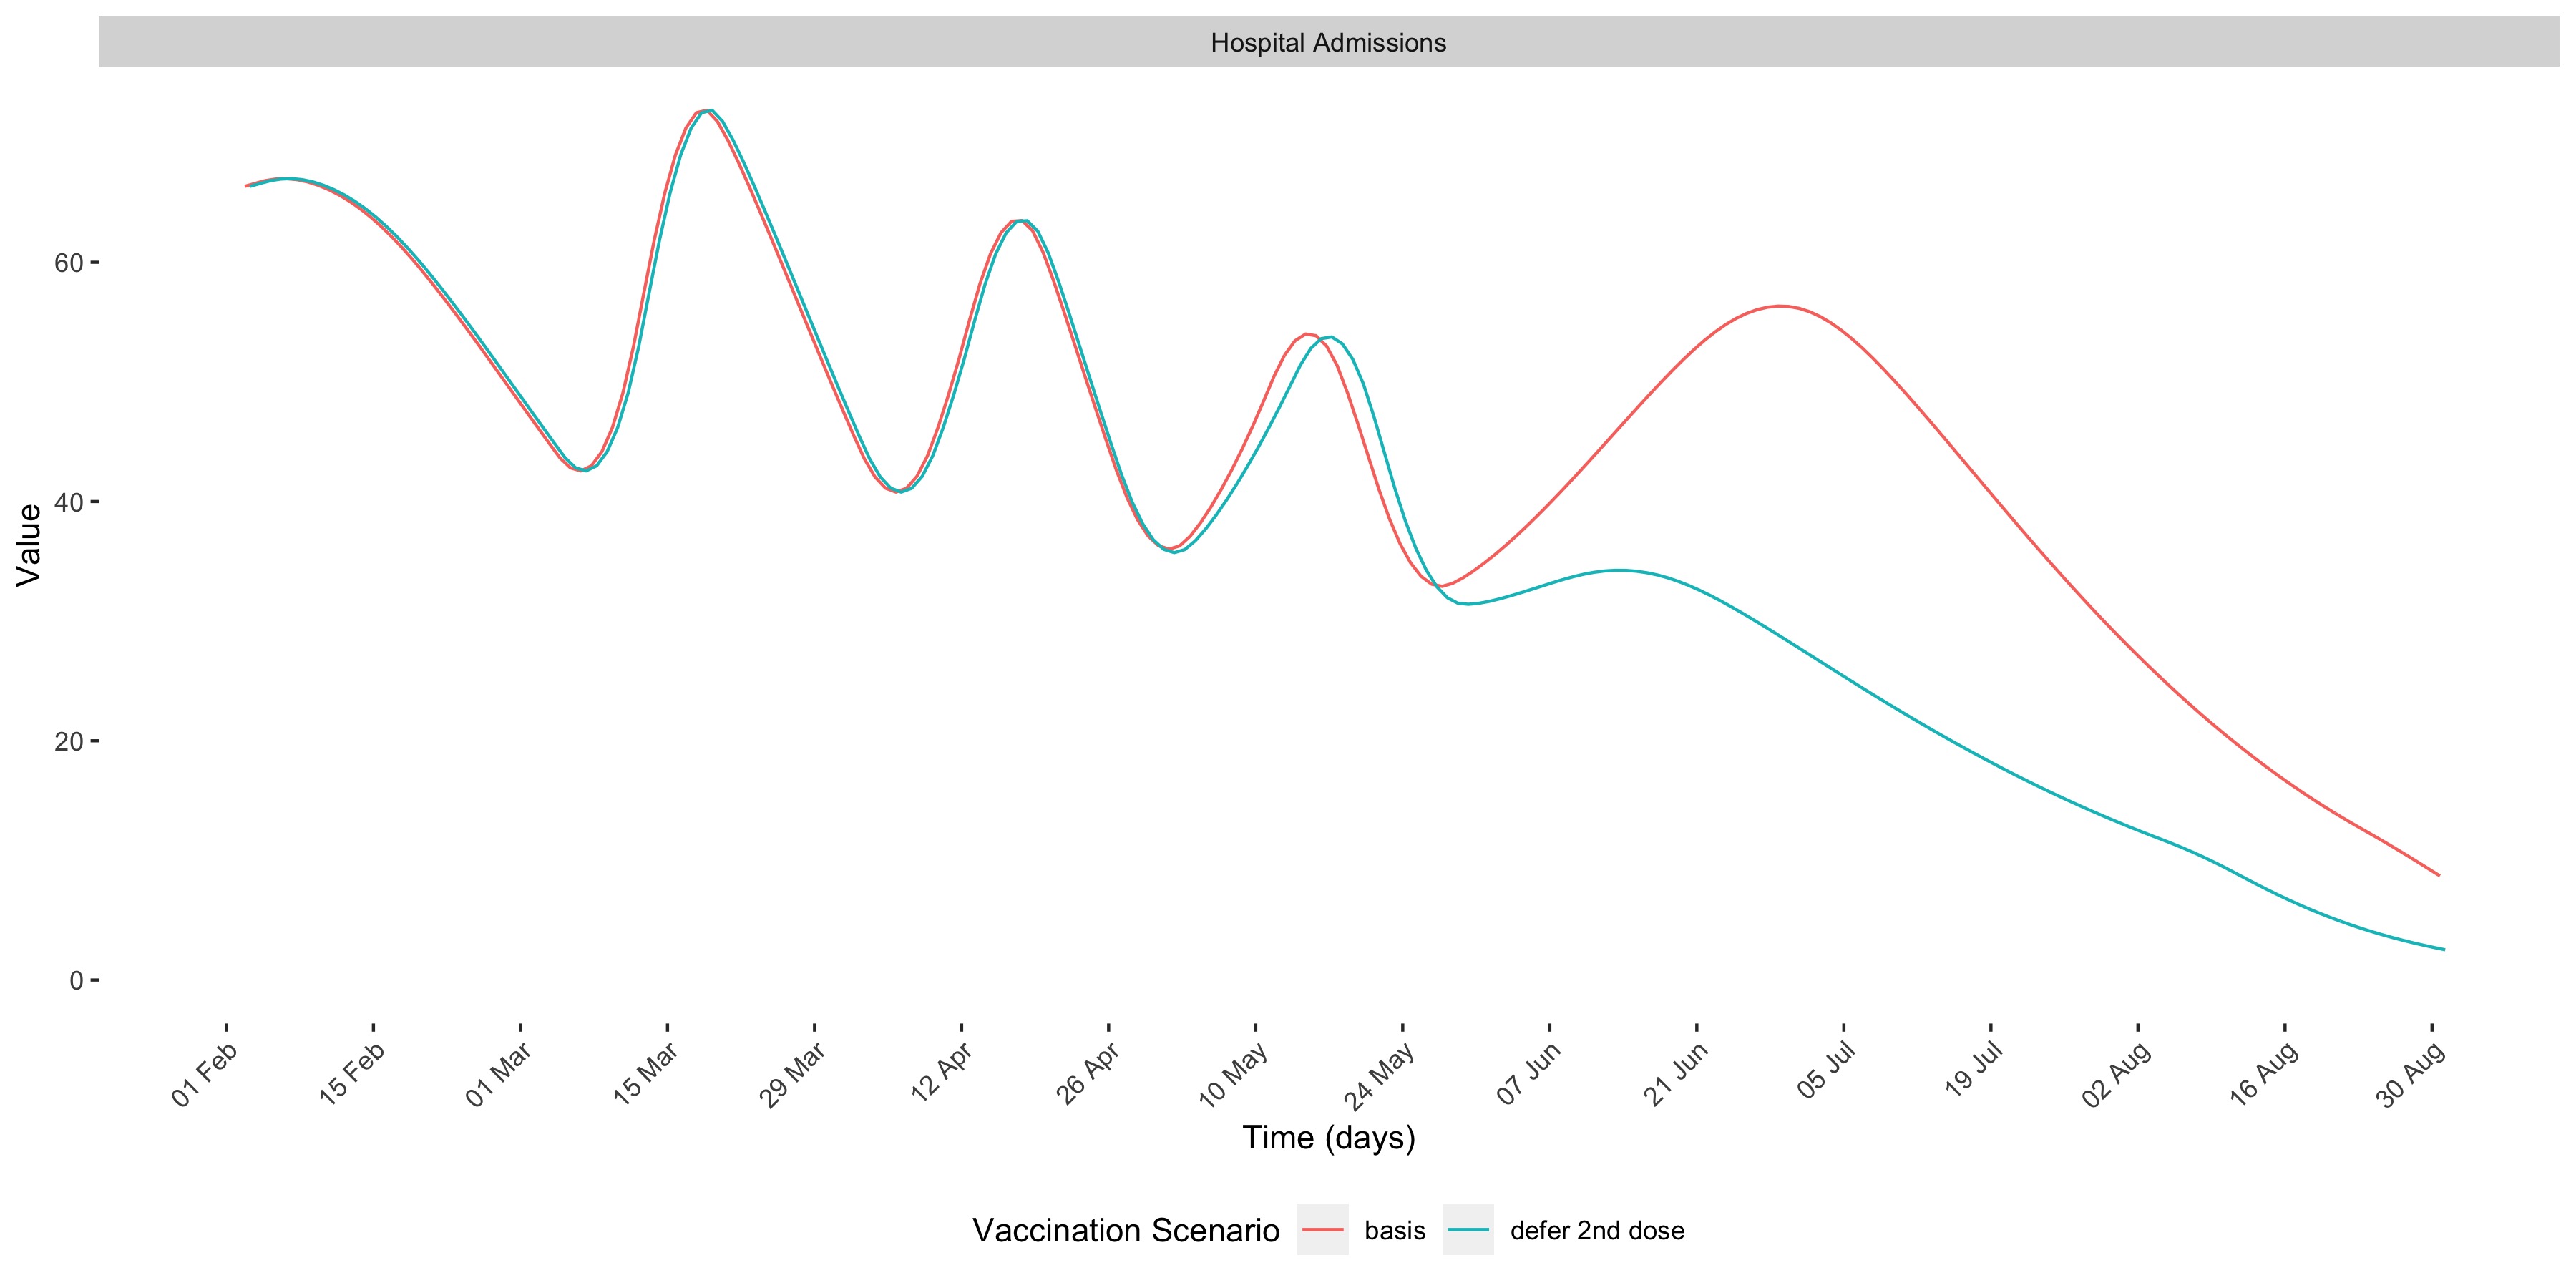 Hospital Admissions
60
40
20
0
Value
01 Feb
15 Feb
01 Mar
15 Mar
29 Mar
12 Apr
26 Apr
10 May
24 May
07 Jun
21 Jun
05 Jul
19 Jul
02 Aug
16 Aug
30 Aug
Time (days)
Vaccination Scenario basis defer 2nd dose